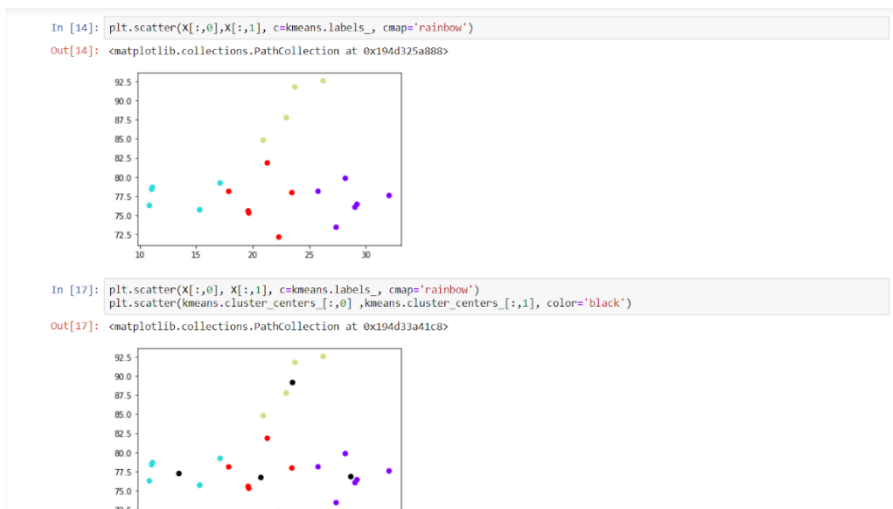 In [14]: plt.scatter(X[:,0],X[:,1], c=kmeans.labels_, cmap='rainbow')
Out[14]: <matplotlib.collections.PathCollection at 0x194d325a888>
92.5
90.0
87.5
85.0
82.5
80.0
77.5
75.0
72.5
10 15 20 25 30
In [17]: plt.scatter(X[:,0], X[:,1], c=kmeans.labels_, cmap='rainbow')
plt.scatter(kmeans.cluster_centers_[:,0] ,kmeans.cluster_centers_[:,1], color='black')
Out[17]: <matplotlib.collections.PathCollection at 0x194d33a41c8>
92.5
90.0
87.5
85.0
82.5
80.0
77.5
75.0